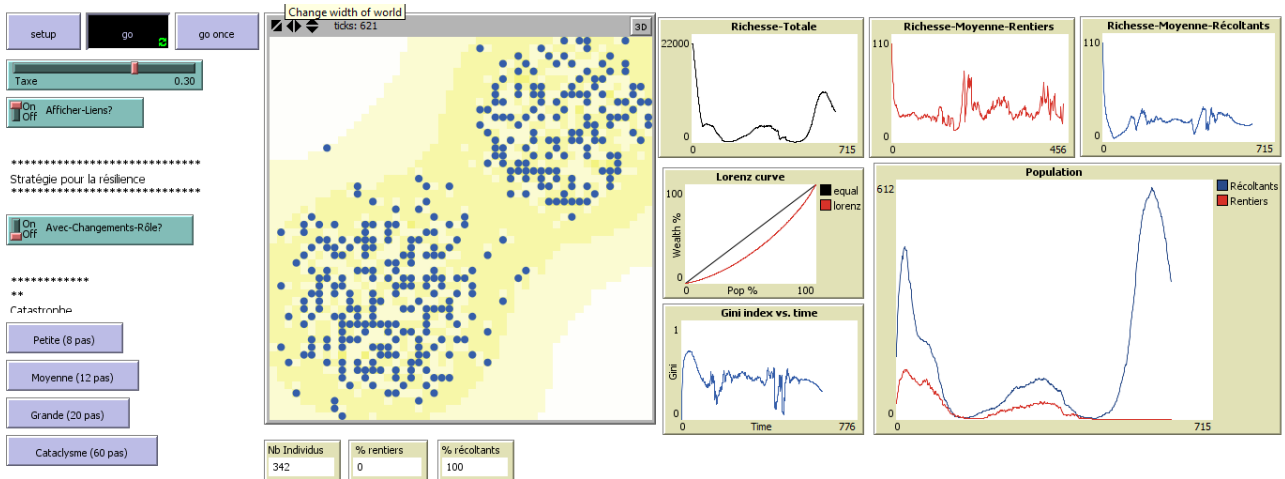 Change width of world
setup
go
go once
ticks: 621
3D
Taxe
0.30
On
Off
Afficher-Liens?
*****************************
Stratégie pour la résilience
*****************************
On
Off
Avec-Changements-Rôle?
************
**
Catastrophe
Petite (8 pas)
Moyenne (12 pas)
Grande (20 pas)
Cataclysme (60 pas)
Nb Individus
342
% rentiers
0
% récoltants
100
Richesse-Totale
22000
0
0
715
Richesse-Moyenne-Rentiers
110
0
0
456
Richesse-Moyenne-Récoltants
110
0
0
715
Lorenz curve
100
Wealth %
0
0
Pop %
100
equal
lorenz
Gini index vs. time
1
Gini
0
0
Time
776
Population
612
0
0
715
Récoltants
Rentiers